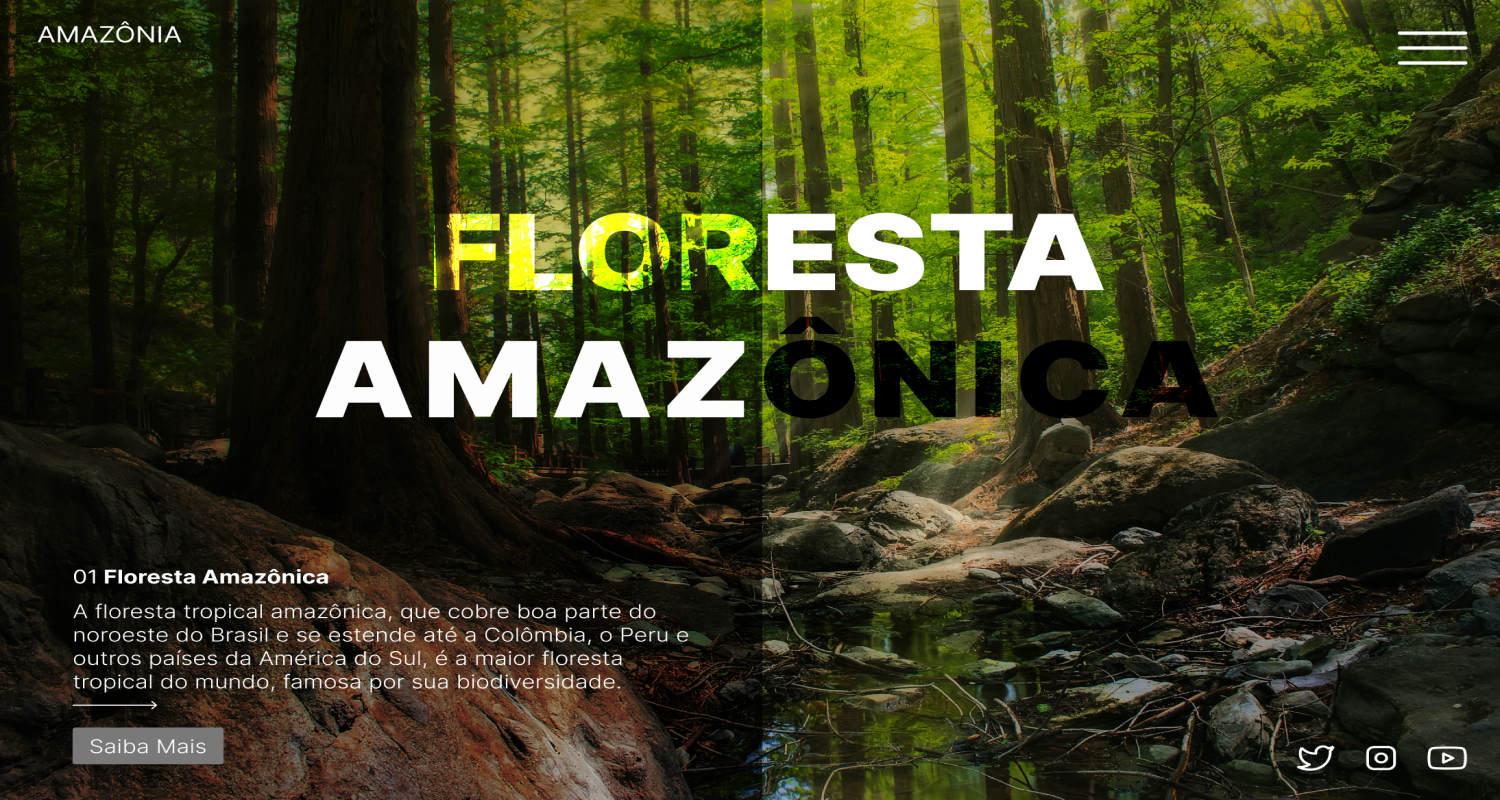 AMAZÔNIA
FLORESTA
AMAZÔNICA
01 Floresta Amazônica
A floresta tropical amazônica, que cobre boa parte do
noroeste do Brasil e se estende até a Colômbia, o Peru e
outros países da América do Sul, é a maior floresta
tropical do mundo, famosa por sua biodiversidade.
Saiba Mais